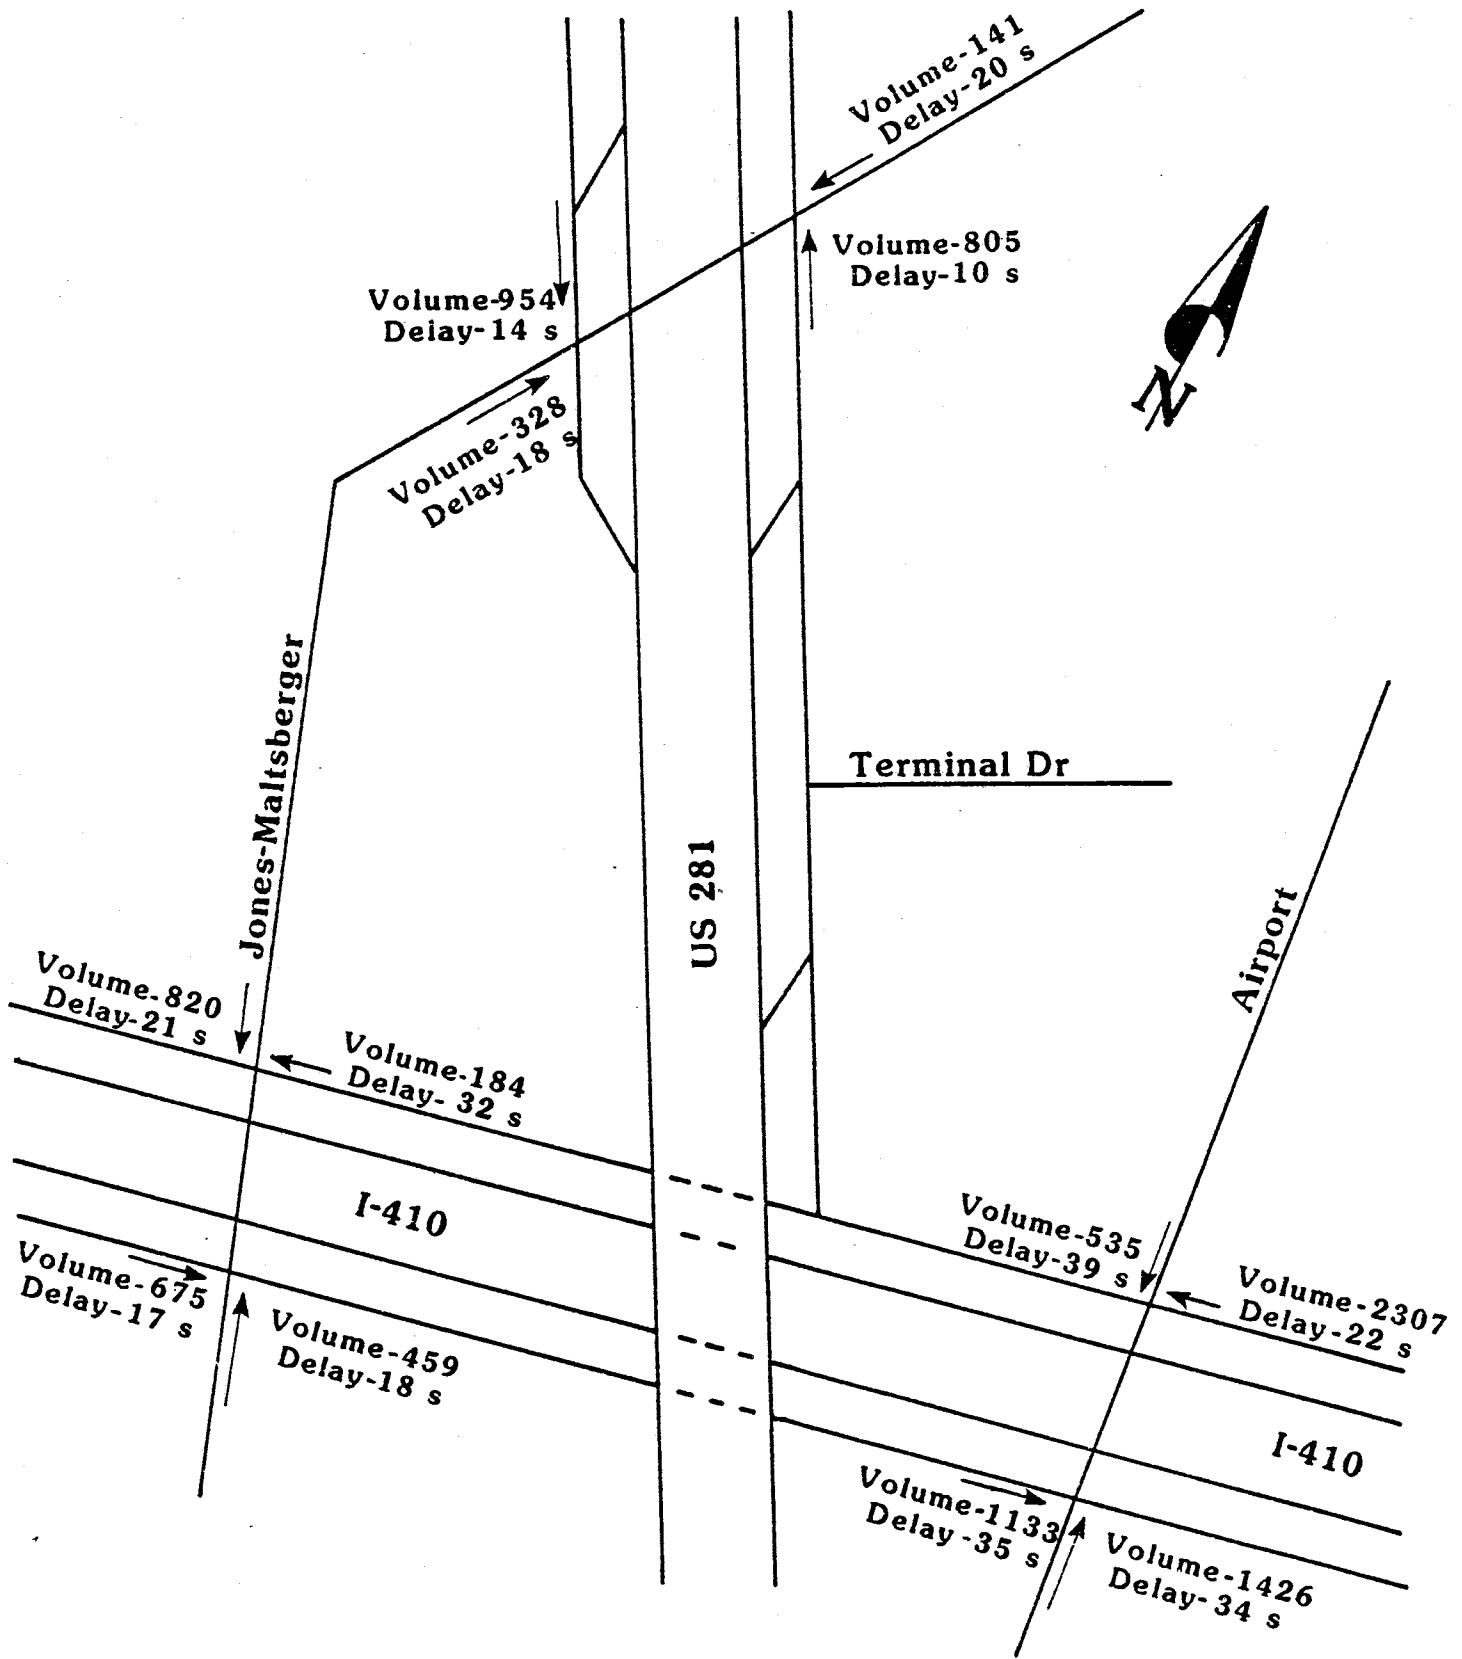 Volume-141
Delay-20 s
Volume-805
Delay-10 s
Volume-954
Delay-14 s
Volume-328
Delay-18 s
N
Jones-Maltsberger
Terminal Dr
US 281
Airport
Volume-820
Delay-21 s
Volume-184
Delay- 32 s
I-410
Volume-535
Delay-39 s
Volume-2307
Delay-22 s
Volume-675
Delay-17 s
Volume-459
Delay-18 s
I-410
Volume-1133
Delay -35 s
Volume-1426
Delay-34 s